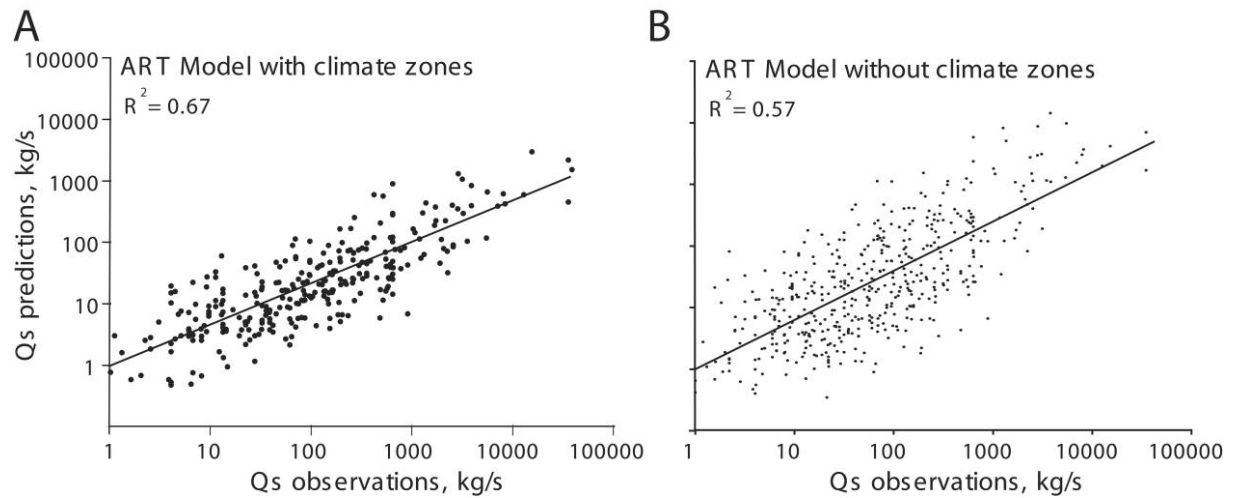 A
ART Model with climate zones
R² = 0.67
100000
10000
1000
100
10
1
Qs predictions, kg/s
1 10 100 1000 10000 100000
Qs observations, kg/s
B
ART Model without climate zones
R² = 0.57
1 10 100 1000 10000 100000
Qs observations, kg/s